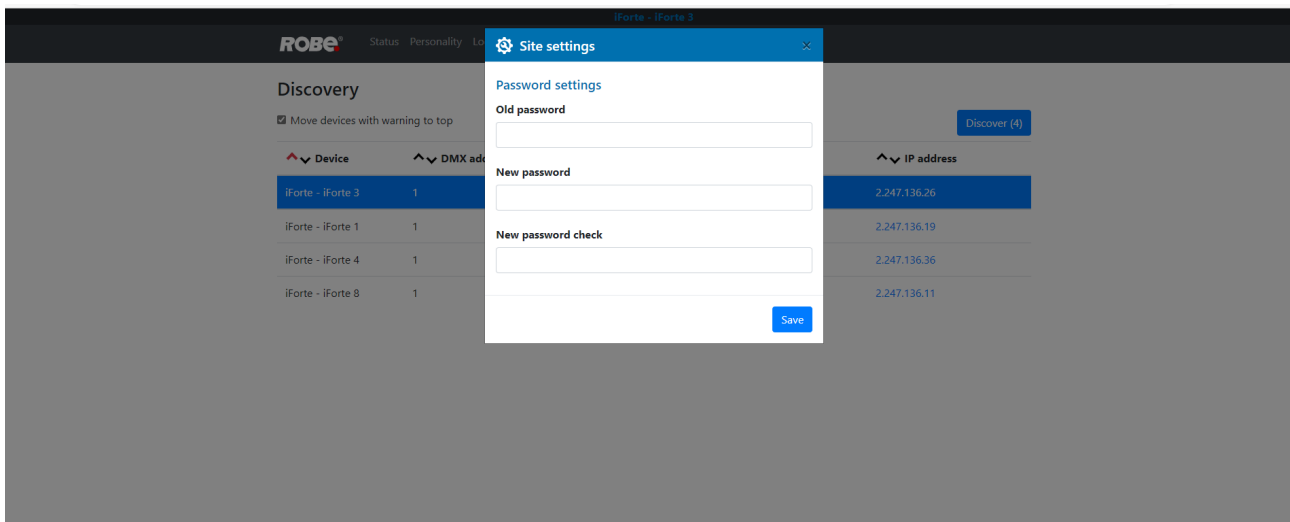 iForte - iForte 3
ROBE® Status Personality Lo
Site settings ×
Discovery
Password settings
Old password
Move devices with warning to top
Discover (4)
Device DMX add IP address
New password
iForte - iForte 3 1 2.247.136.26
iForte - iForte 1 1 2.247.136.19
New password check
iForte - iForte 4 1 2.247.136.36
iForte - iForte 8 1 2.247.136.11
Save